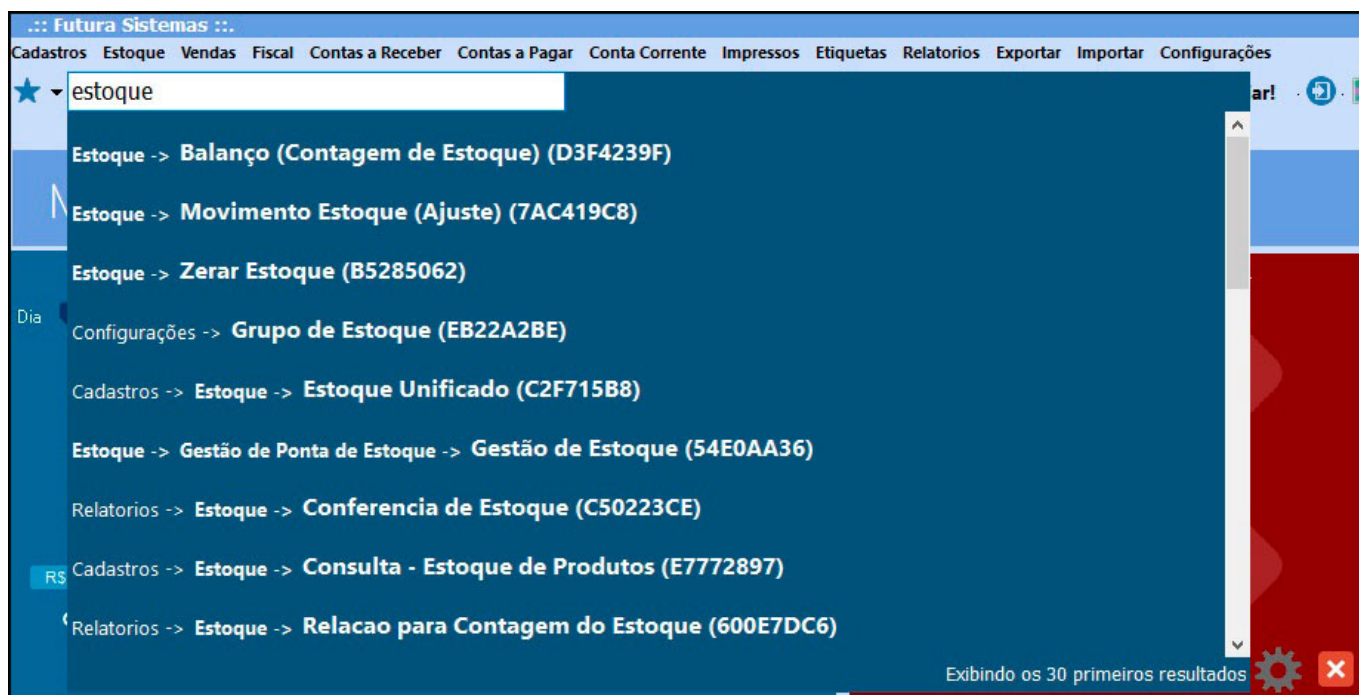 .:: Futura Sistemas ::.
Cadastros Estoque Vendas Fiscal Contas a Receber Contas a Pagar Conta Corrente Impressos Etiquetas Relatorios Exportar Importar Configurações
estoque
ar!
Estoque -> Balanço (Contagem de Estoque) (D3F4239F)
Estoque -> Movimento Estoque (Ajuste) (7AC419C8)
Estoque -> Zerar Estoque (B5285062)
Dia
Configurações -> Grupo de Estoque (EB22A2BE)
Cadastros -> Estoque -> Estoque Unificado (C2F715B8)
Estoque -> Gestão de Ponta de Estoque -> Gestão de Estoque (54E0AA36)
Relatorios -> Estoque -> Conferencia de Estoque (C50223CE)
R$
Cadastros -> Estoque -> Consulta - Estoque de Produtos (E7772897)
Relatorios -> Estoque -> Relacao para Contagem do Estoque (600E7DC6)
Exibindo os 30 primeiros resultados